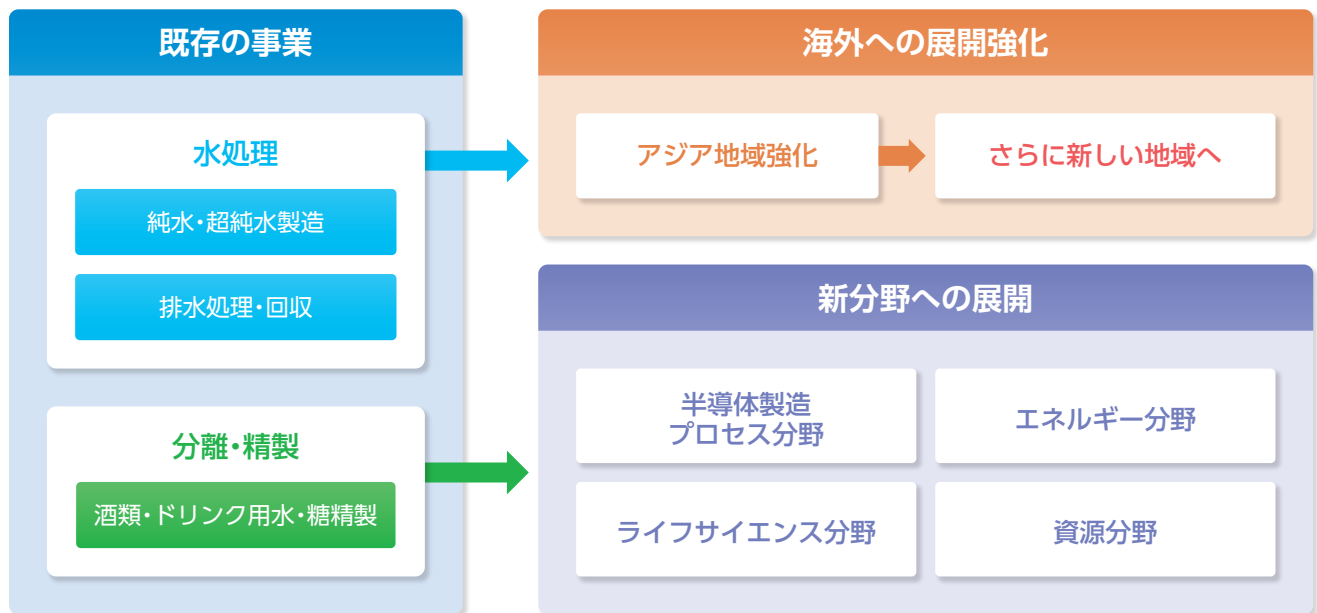 既存の事業
水処理
純水・超純水製造
排水処理・回収
分離・精製
酒類・ドリンク用水・糖精製
海外への展開強化
アジア地域強化
さらに新しい地域へ
新分野への展開
半導体製造
プロセス分野
エネルギー分野
ライフサイエンス分野
資源分野